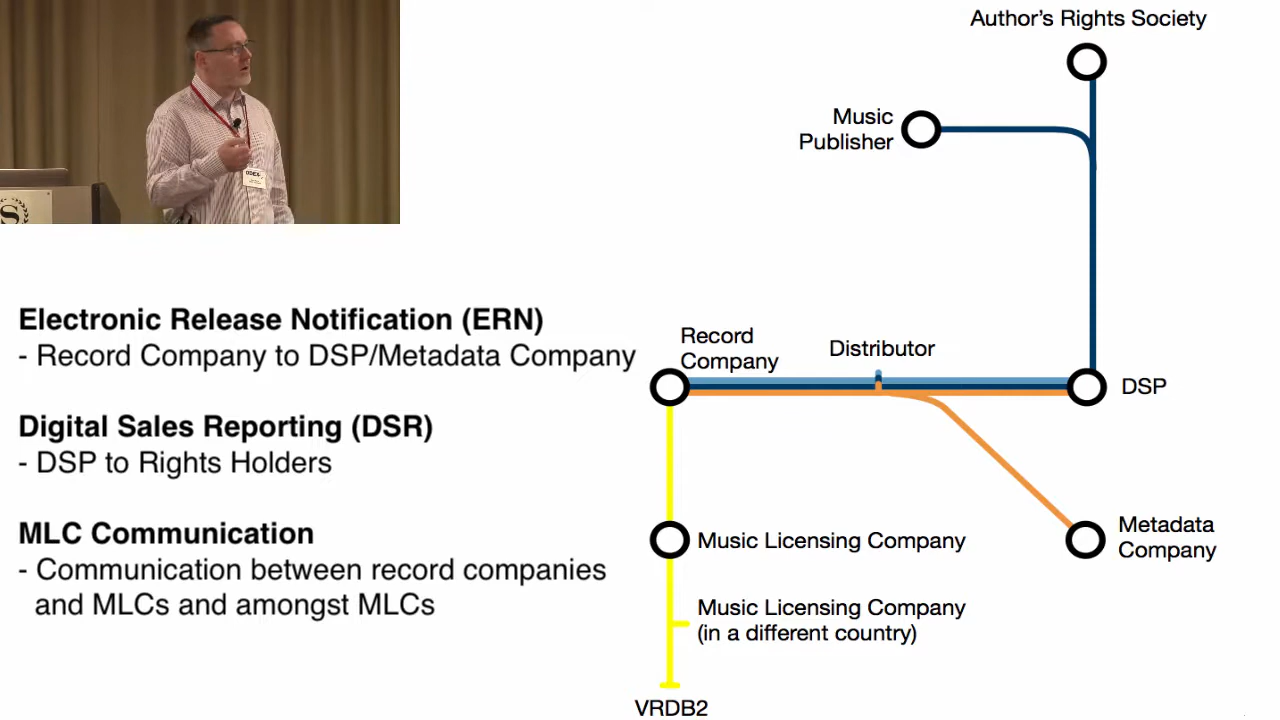 Author's Rights Society
Music
Publisher
DDEX
S
Electronic Release Notification (ERN)
- Record Company to DSP/Metadata Company
Digital Sales Reporting (DSR)
- DSP to Rights Holders
MLC Communication
- Communication between record companies
and MLCs and amongst MLCs
Record
Company
Distributor
DSP
Metadata
Company
Music Licensing Company
Music Licensing Company
(in a different country)
VRDB2